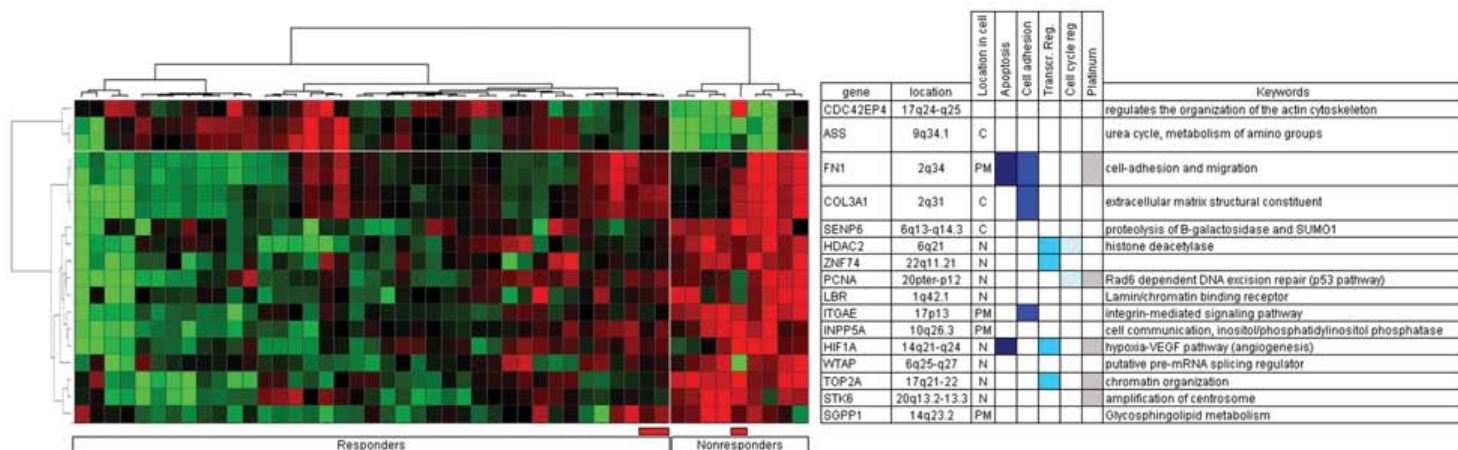 Location in cell
Apoptosis
Cell adhesion
Transcr. Reg.
Cell cycle reg
Platinum
gene location Keywords
CDC42EP4 17q24-q25 regulates the organization of the actin cytoskeleton
ASS 9q34.1 C urea cycle, metabolism of amino groups
FN1 2q34 PM cell-adhesion and migration
COL3A1 2q31 C extracellular matrix structural constituent
SENP6 6q13-q14.3 C proteolysis of B-galactosidase and SUMO1
HDAC2 6q21 N histone deacetylase
ZNF74 22q11.21 N
PCNA 20pter-p12 N Rad6 dependent DNA excision repair (p53 pathway)
LBR 1q42.1 N Lamin/chromatin binding receptor
ITGAE 17p13 PM integrin-mediated signaling pathway
INPP5A 10q26.3 PM cell communication, inositol/phosphatidylinositol phosphatase
HIF1A 14q21-q24 N hypoxia-VEGF pathway (angiogenesis)
WTAP 6q25-q27 N putative pre-mRNA splicing regulator
TOP2A 17q21-22 N chromatin organization
STK6 20q13.2-13.3 N amplification of centrosome
SGPP1 14q23.2 PM Glycosphingolipid metabolism
Responders Nonresponders